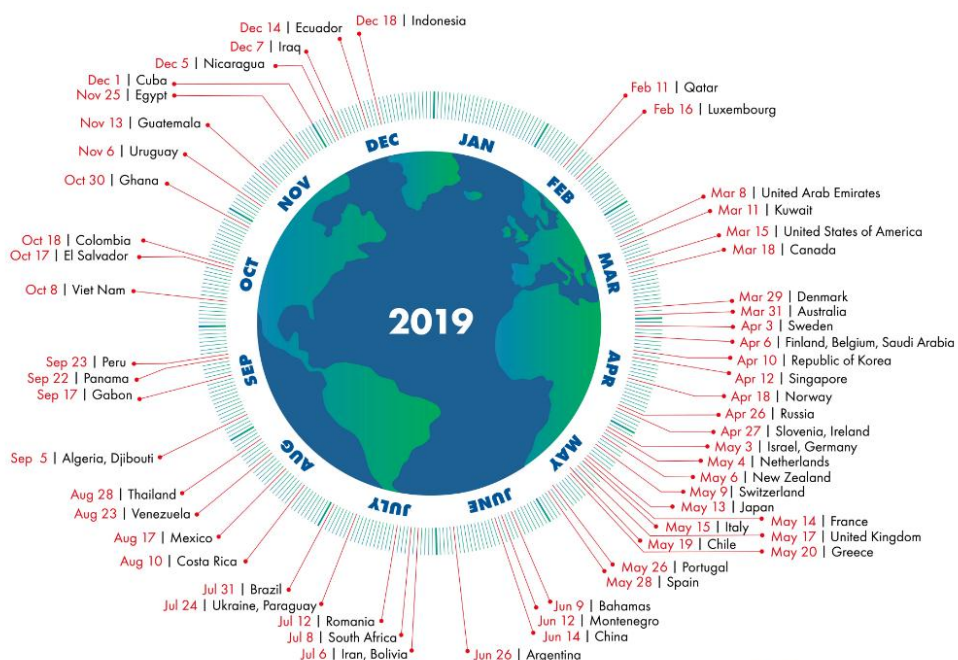 Dec 18 | Indonesia
Dec 14 | Ecuador
Dec 7 | Iraq
Dec 5 | Nicaragua
Dec 1 | Cuba
Nov 25 | Egypt
Nov 13 | Guatemala
Nov 6 | Uruguay
Oct 30 | Ghana
Oct 18 | Colombia
Oct 17 | El Salvador
Oct 8 | Viet Nam
Sep 23 | Peru
Sep 22 | Panama
Sep 17 | Gabon
Sep 5 | Algeria, Djibouti
Aug 28 | Thailand
Aug 23 | Venezuela
Aug 17 | Mexico
Aug 10 | Costa Rica
Jul 31 | Brazil
Jul 24 | Ukraine, Paraguay
Jul 12 | Romania
Jul 8 | South Africa
Jul 6 | Iran, Bolivia
JAN
FEB
MAR
APR
MAY
JUNE
JULY
AUG
SEP
OCT
NOV
DEC
2019
Feb 11 | Qatar
Feb 16 | Luxembourg
Mar 8 | United Arab Emirates
Mar 11 | Kuwait
Mar 15 | United States of America
Mar 18 | Canada
Mar 29 | Denmark
Mar 31 | Australia
Apr 3 | Sweden
Apr 6 | Finland, Belgium, Saudi Arabia
Apr 10 | Republic of Korea
Apr 12 | Singapore
Apr 18 | Norway
Apr 26 | Russia
Apr 27 | Slovenia, Ireland
May 3 | Israel, Germany
May 4 | Netherlands
May 6 | New Zealand
May 9 | Switzerland
May 13 | Japan
May 14 | France
May 15 | Italy
May 17 | United Kingdom
May 19 | Chile
May 20 | Greece
May 26 | Portugal
May 28 | Spain
Jun 9 | Bahamas
Jun 12 | Montenegro
Jun 14 | China
Jun 26 | Argentina